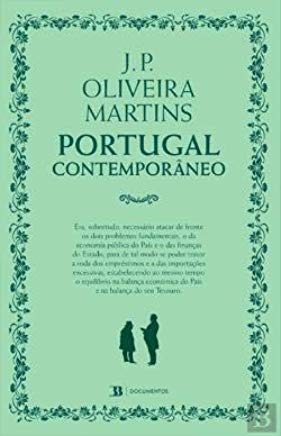 J. P.
OLIVEIRA
MARTINS
PORTUGAL
CONTEMPORÂNEO
Era, sobretudo, necessário atacar de frente
os dois problemas fundamentais, o da
economia pública do País e o das finanças
do Estado, para de tal modo se poder trazer
a roda dos empréstimos e a das importações
excessivas, estabelecendo ao mesmo tempo
o equilíbrio na balança económica do País
e na balança do seu Tesouro.
B DOCUMENTOS